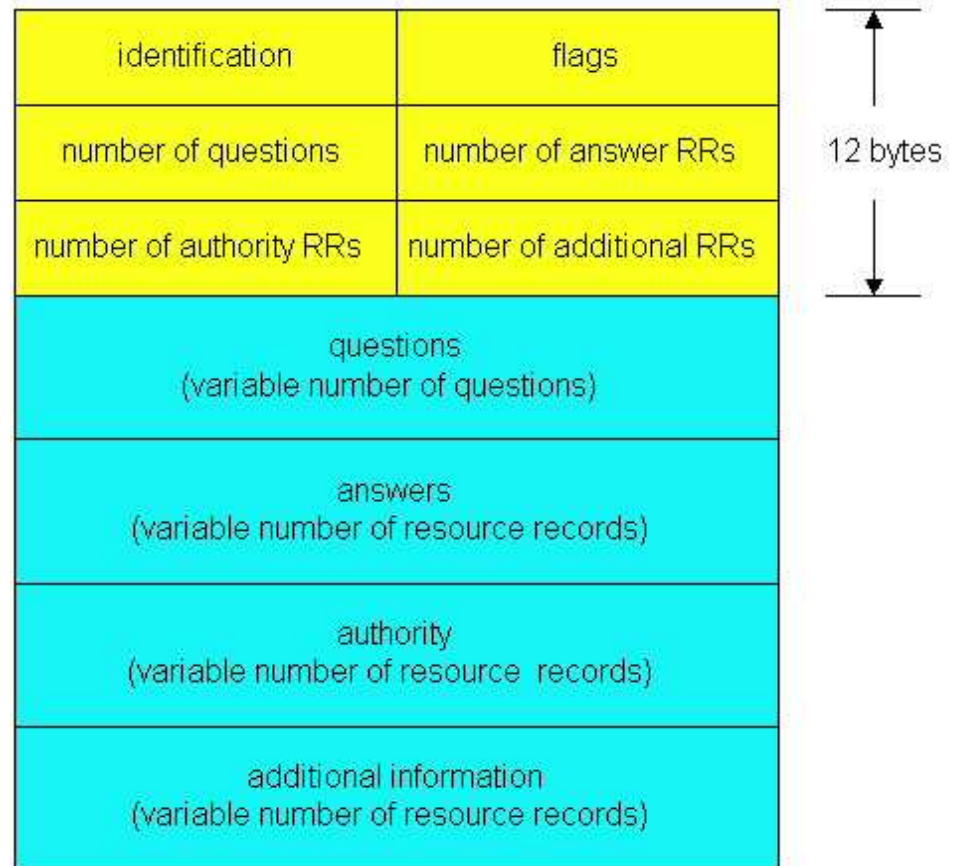 identification
flags
number of questions
number of answer RRs
12 bytes
number of authority RRs
number of additional RRs
questions
(variable number of questions)
answers
(variable number of resource records)
authority
(variable number of resource  records)
additional information
(variable number of resource records)